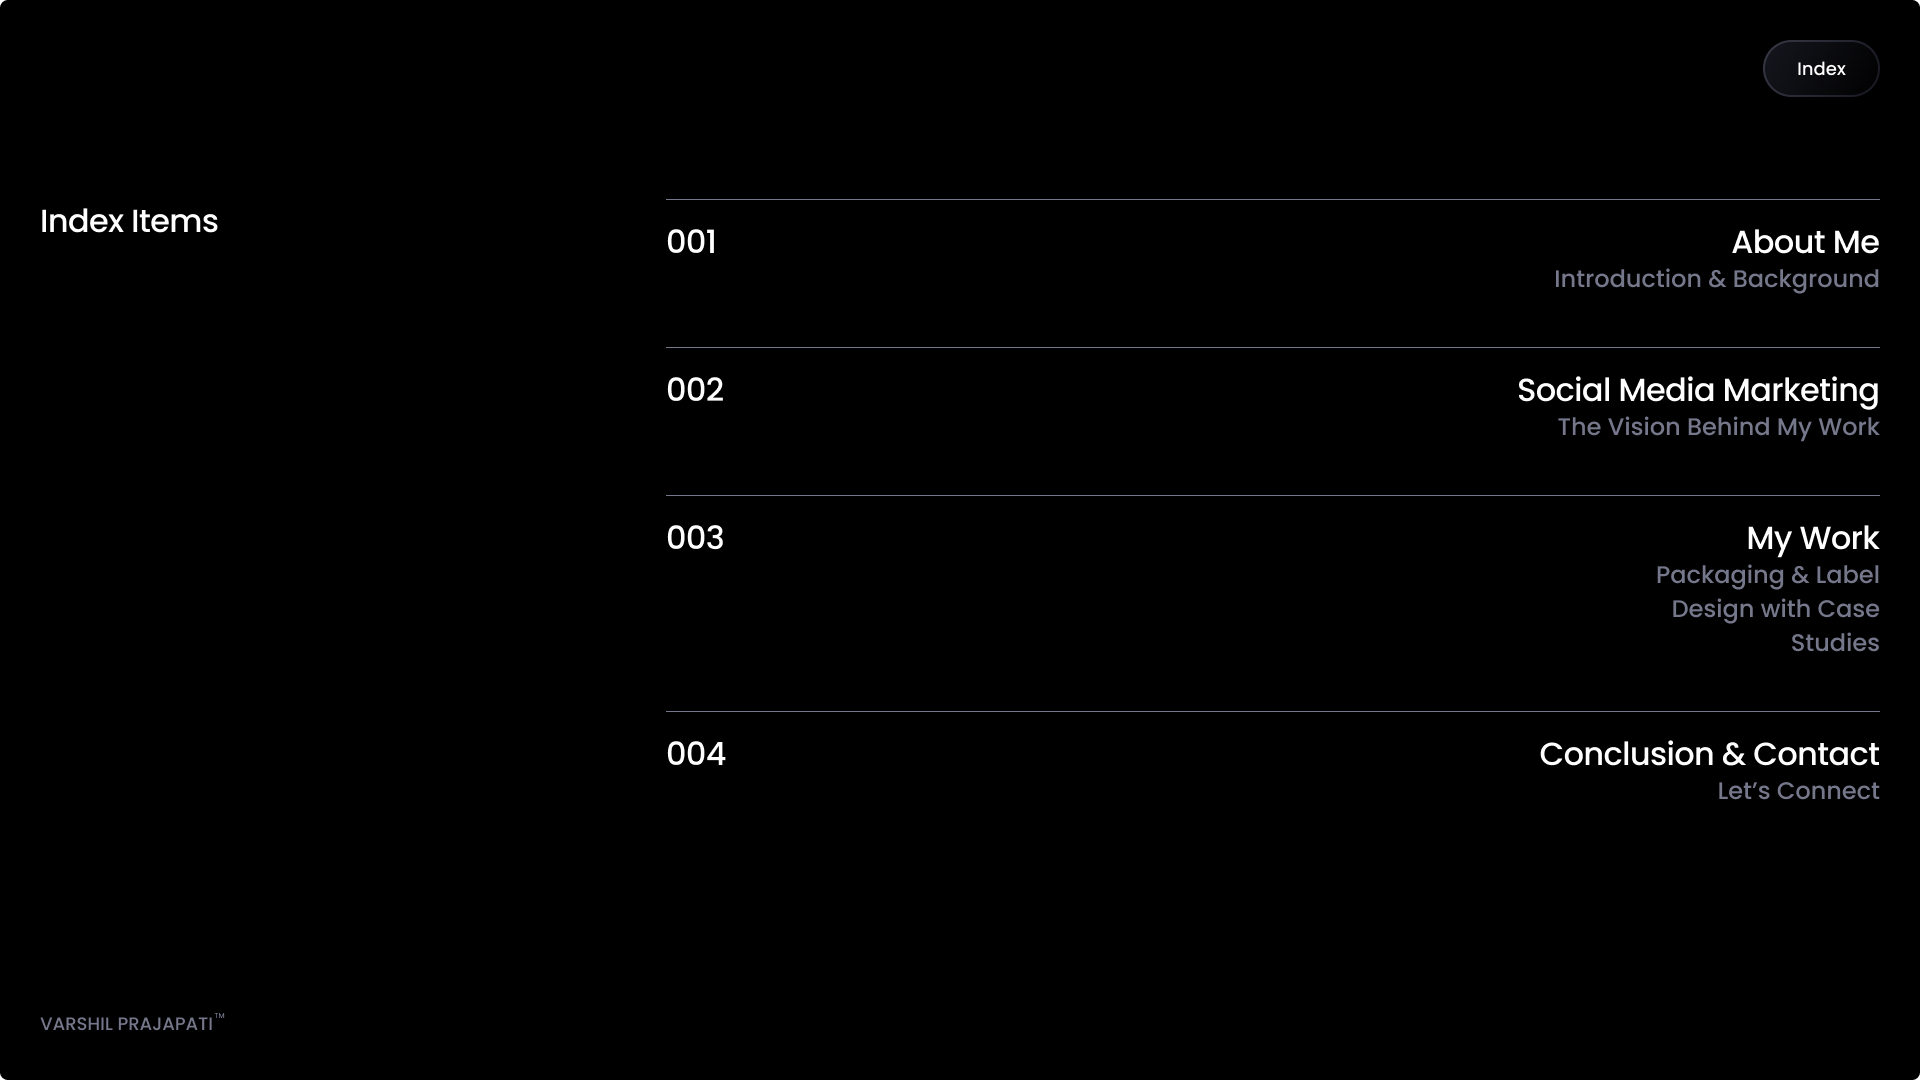 Index
Index Items
001
About Me
Introduction & Background
002
Social Media Marketing
The Vision Behind My Work
003
My Work
Packaging & Label
Design with Case
Studies
004
Conclusion & Contact
Let’s Connect
VARSHIL PRAJAPATI™